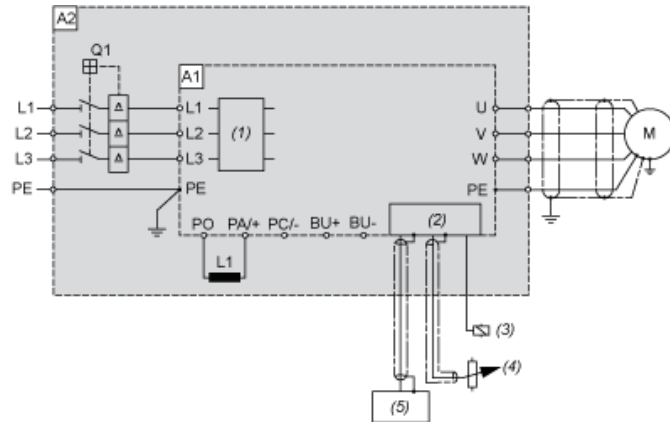 A2
Q1
A1
L1 Δ L1 U
L2 Δ L2 (1) V M
L3 Δ L3 W
PE PE PE
PO PA/+ PC/- BU+ BU- (2)
L1
(3)
(4)
(5)